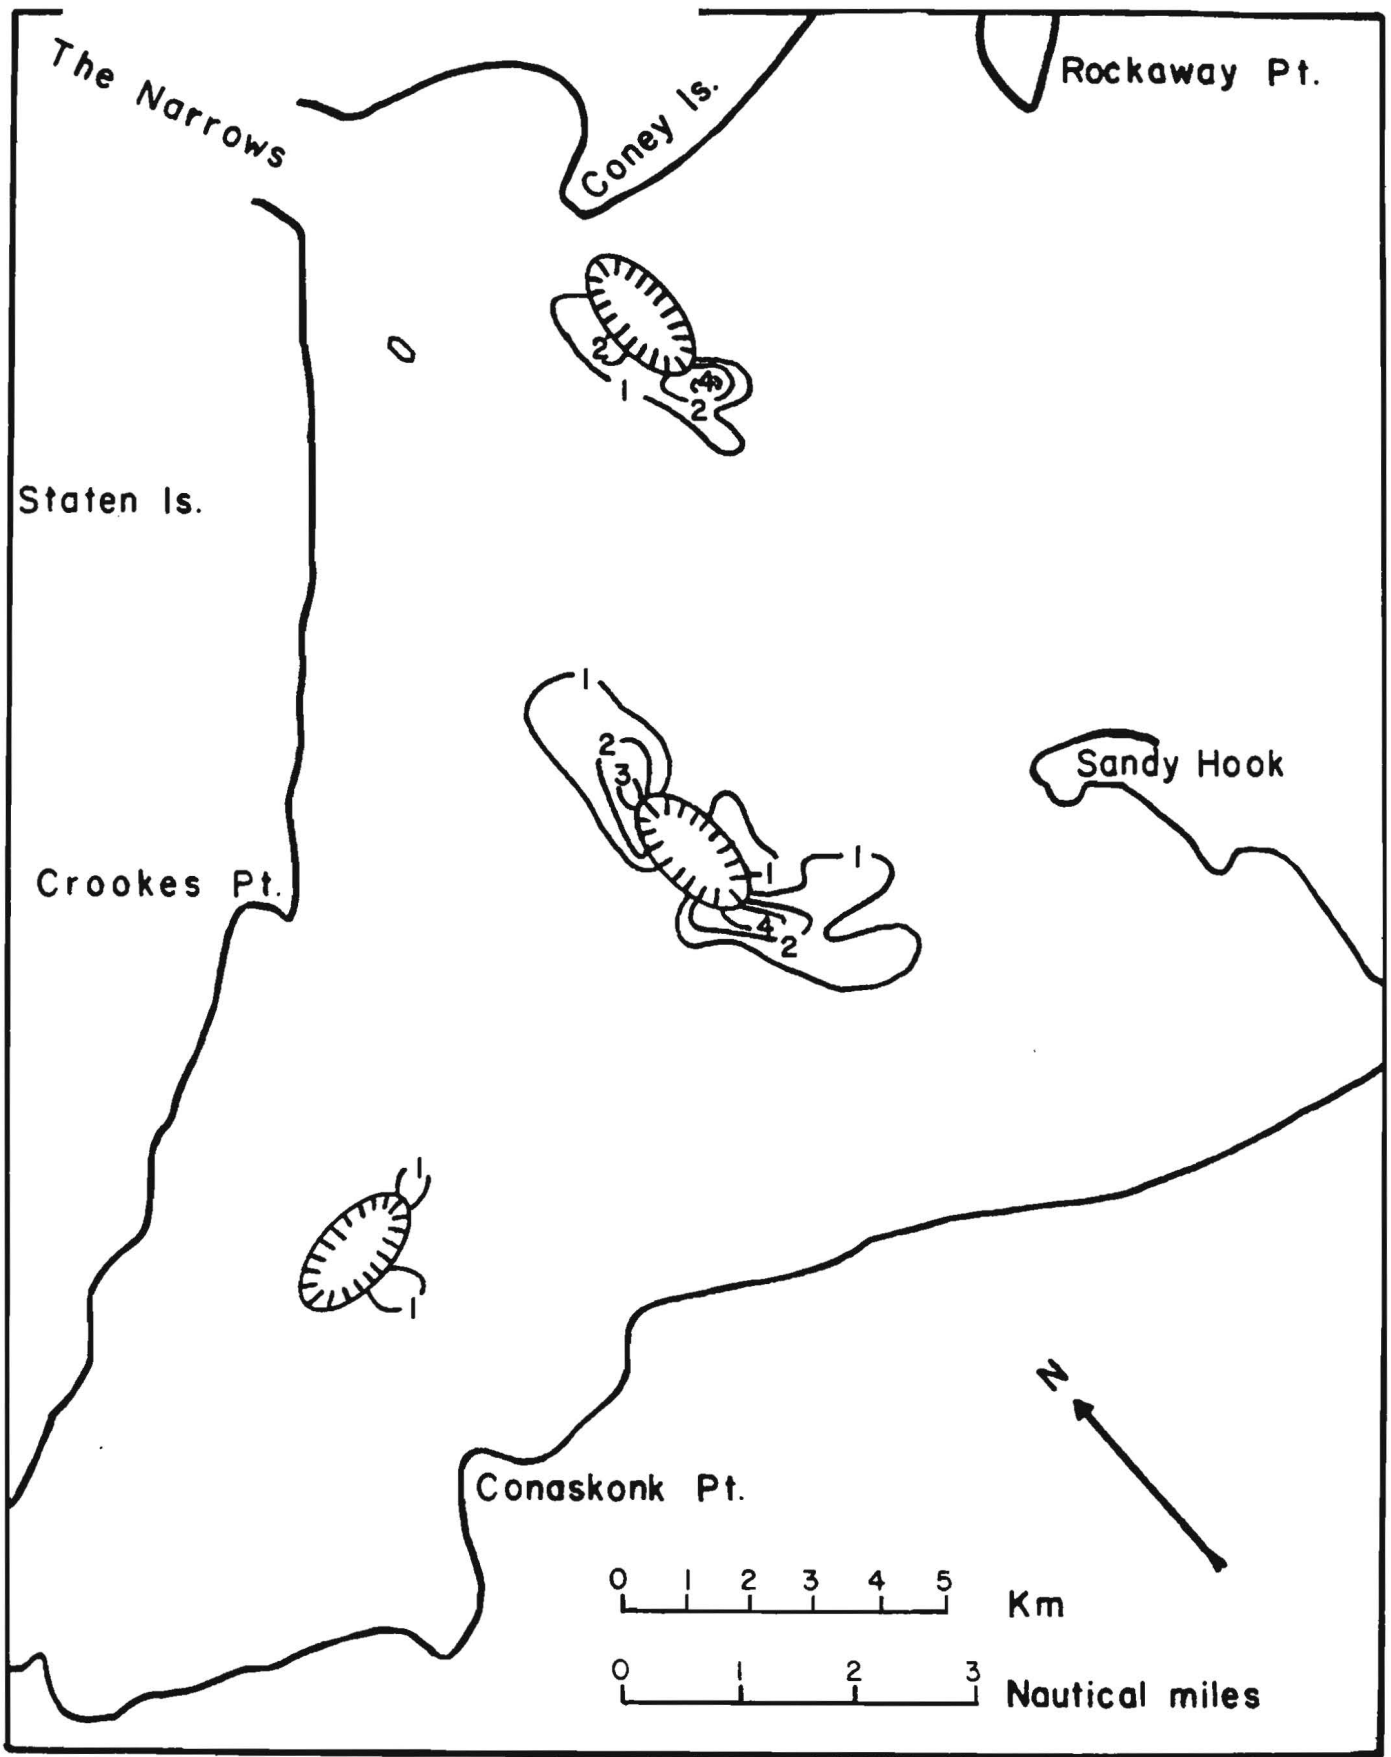 The Narrows
Coney Is.
Rockaway Pt.
2
4
2
1
Staten Is.
1
2
3
Sandy Hook
1
1
4
2
Crookes Pt.
1
1
N
Conaskonk Pt.
0 1 2 3 4 5
Km
0 1 2 3
Nautical miles